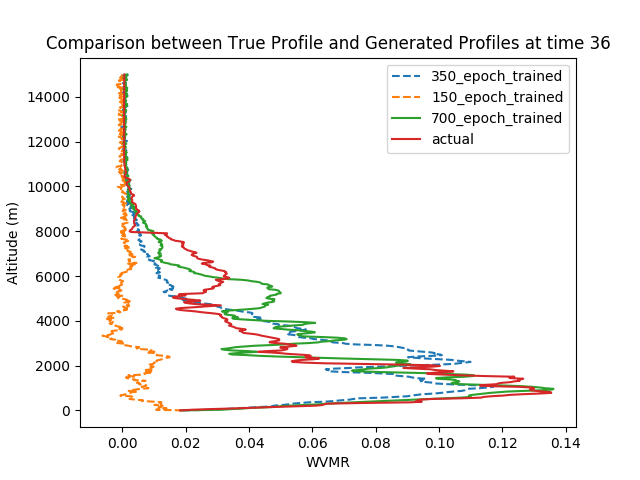 Comparison between True Profile and Generated Profiles at time 36
350_epoch_trained
150_epoch_trained
700_epoch_trained
actual
Altitude (m)
14000
12000
10000
8000
6000
4000
2000
0
0.00 0.02 0.04 0.06 0.08 0.10 0.12 0.14
WVMR